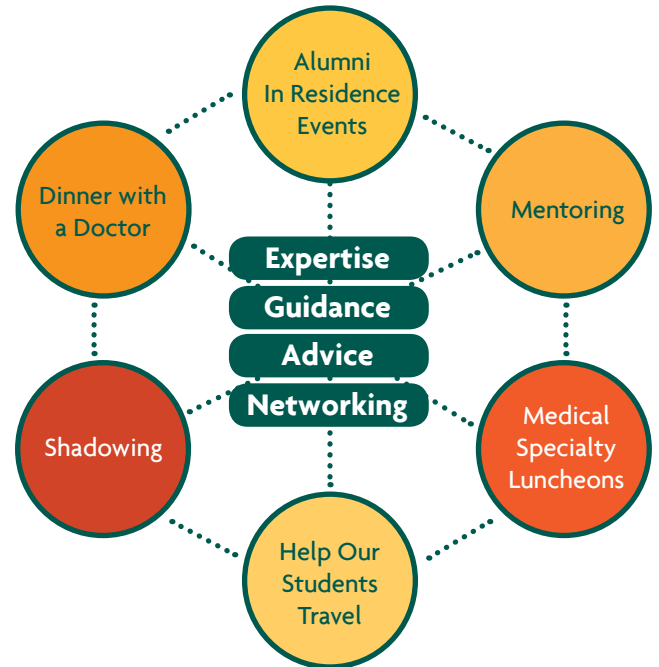 Alumni
In Residence
Events
Dinner with
a Doctor
Mentoring
Expertise
Guidance
Advice
Networking
Shadowing
Medical
Specialty
Luncheons
Help Our
Students
Travel